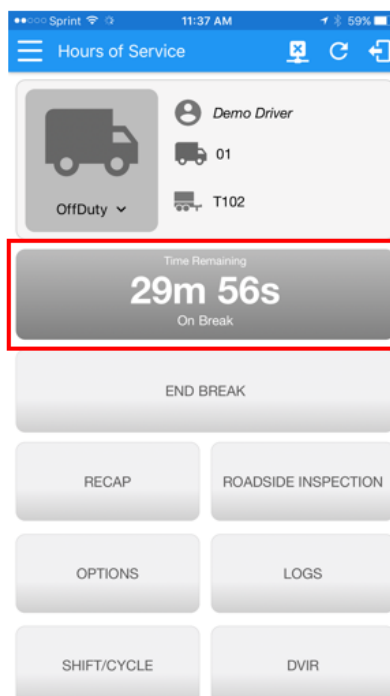 Sprint 11:37 AM 59%
Hours of Service
Demo Driver
01
OffDuty
T102
Time Remaining
29m 56s
On Break
END BREAK
RECAP
ROADSIDE INSPECTION
OPTIONS
LOGS
SHIFT/CYCLE
DVIR